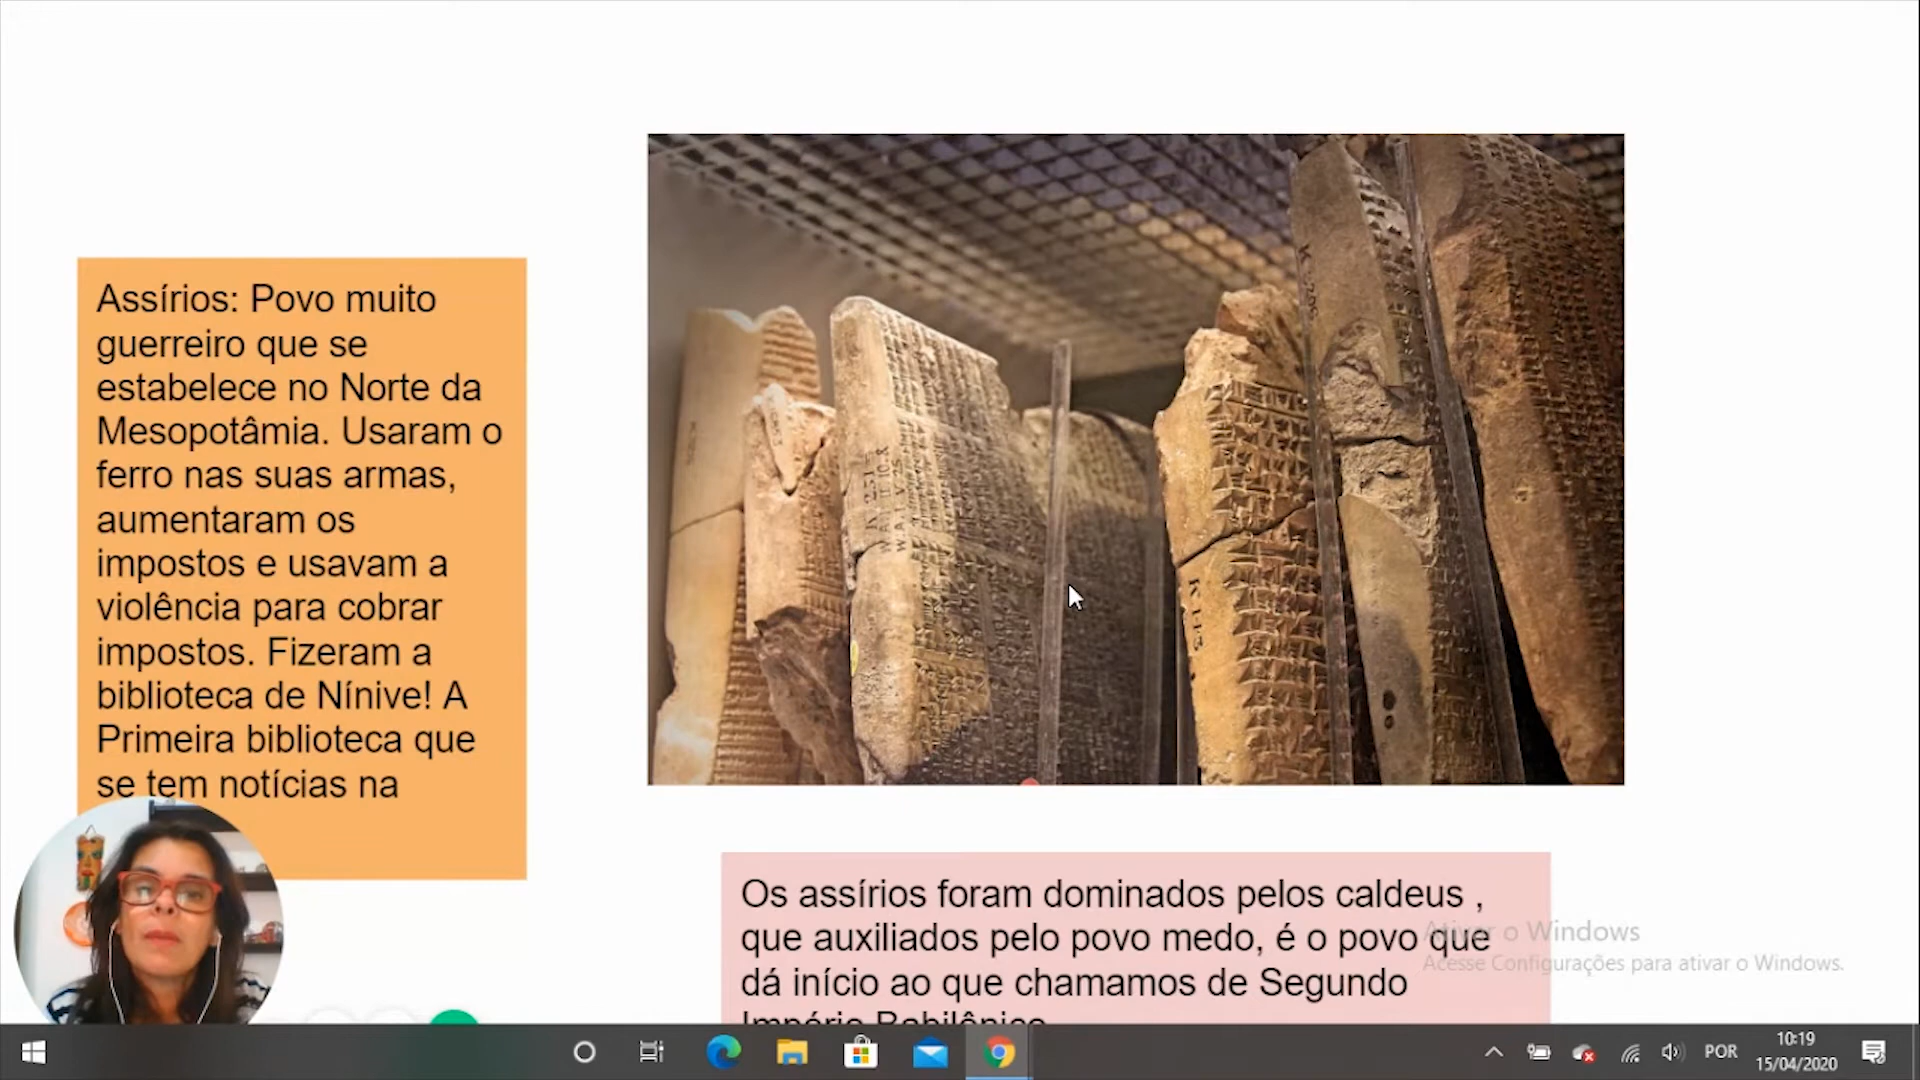 Assírios: Povo muito
guerreiro que se
estabelece no Norte da
Mesopotâmia. Usaram o
ferro nas suas armas,
aumentaram os
impostos e usavam a
violência para cobrar
impostos. Fizeram a
biblioteca de Nínive! A
Primeira biblioteca que
se tem notícias na
Os assírios foram dominados pelos caldeus ,
que auxiliados pelo povo medo, é o povo que
dá início ao que chamamos de Segundo
Império Babilônico
Ativar o Windows
Acesse Configurações para ativar o Windows.
POR
10:19
15/04/2020